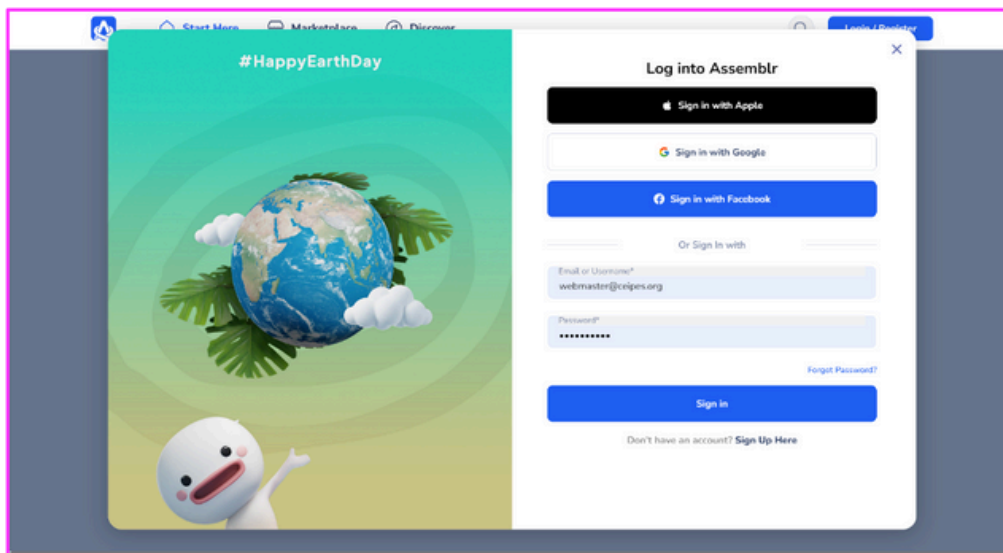 Start Here Marketplace Discover Login / Register
#HappyEarthDay
Log into Assemblr
Sign in with Apple
Sign in with Google
Sign in with Facebook
Or Sign In with
Email or Username*
webmaster@ceipes.org
Password*
••••••••••
Forgot Password?
Sign in
Don't have an account? Sign Up Here